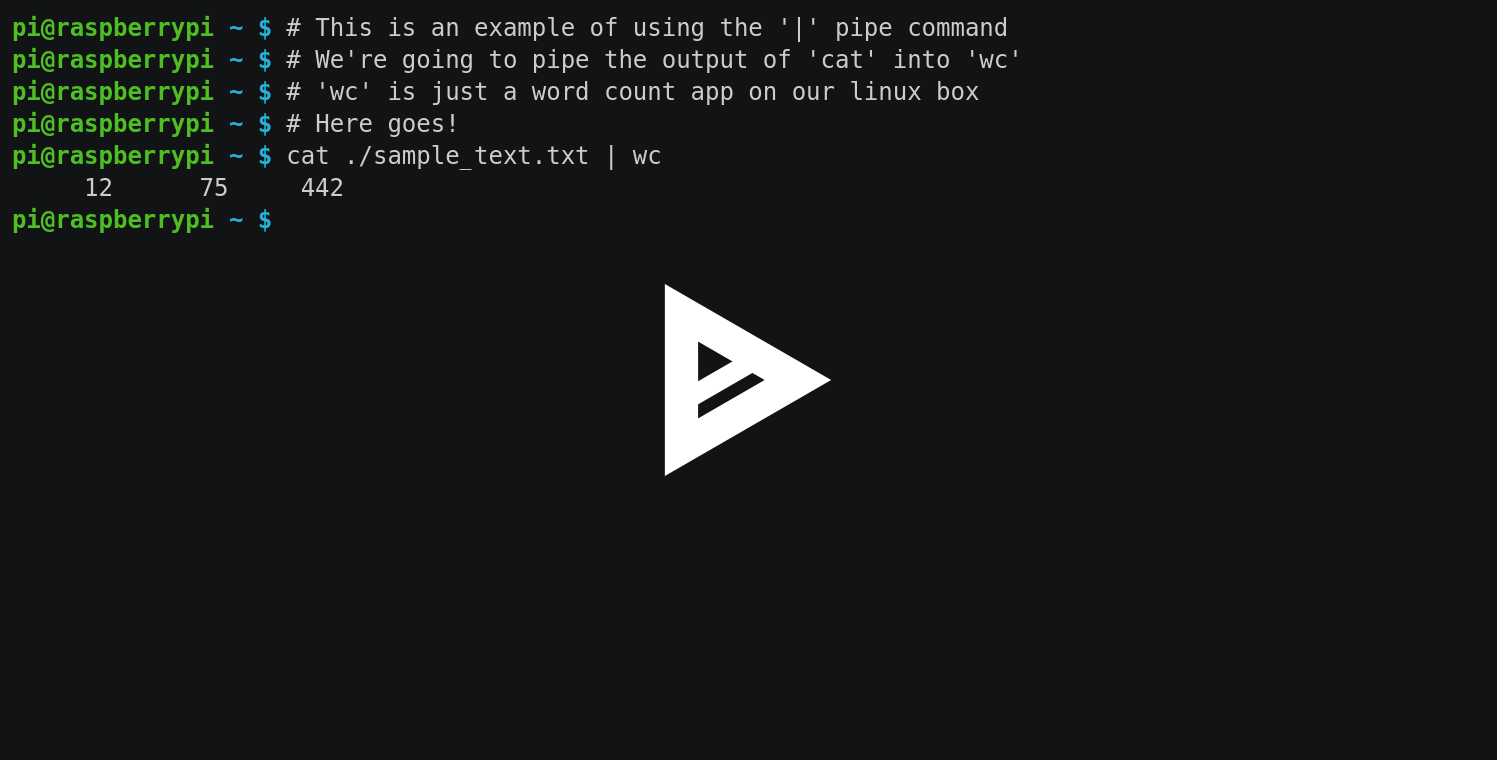 pi@raspberrypi ~ $ # This is an example of using the '|' pipe command
pi@raspberrypi ~ $ # We're going to pipe the output of 'cat' into 'wc'
pi@raspberrypi ~ $ # 'wc' is just a word count app on our linux box
pi@raspberrypi ~ $ # Here goes!
pi@raspberrypi ~ $ cat ./sample_text.txt | wc
     12      75     442
pi@raspberrypi ~ $